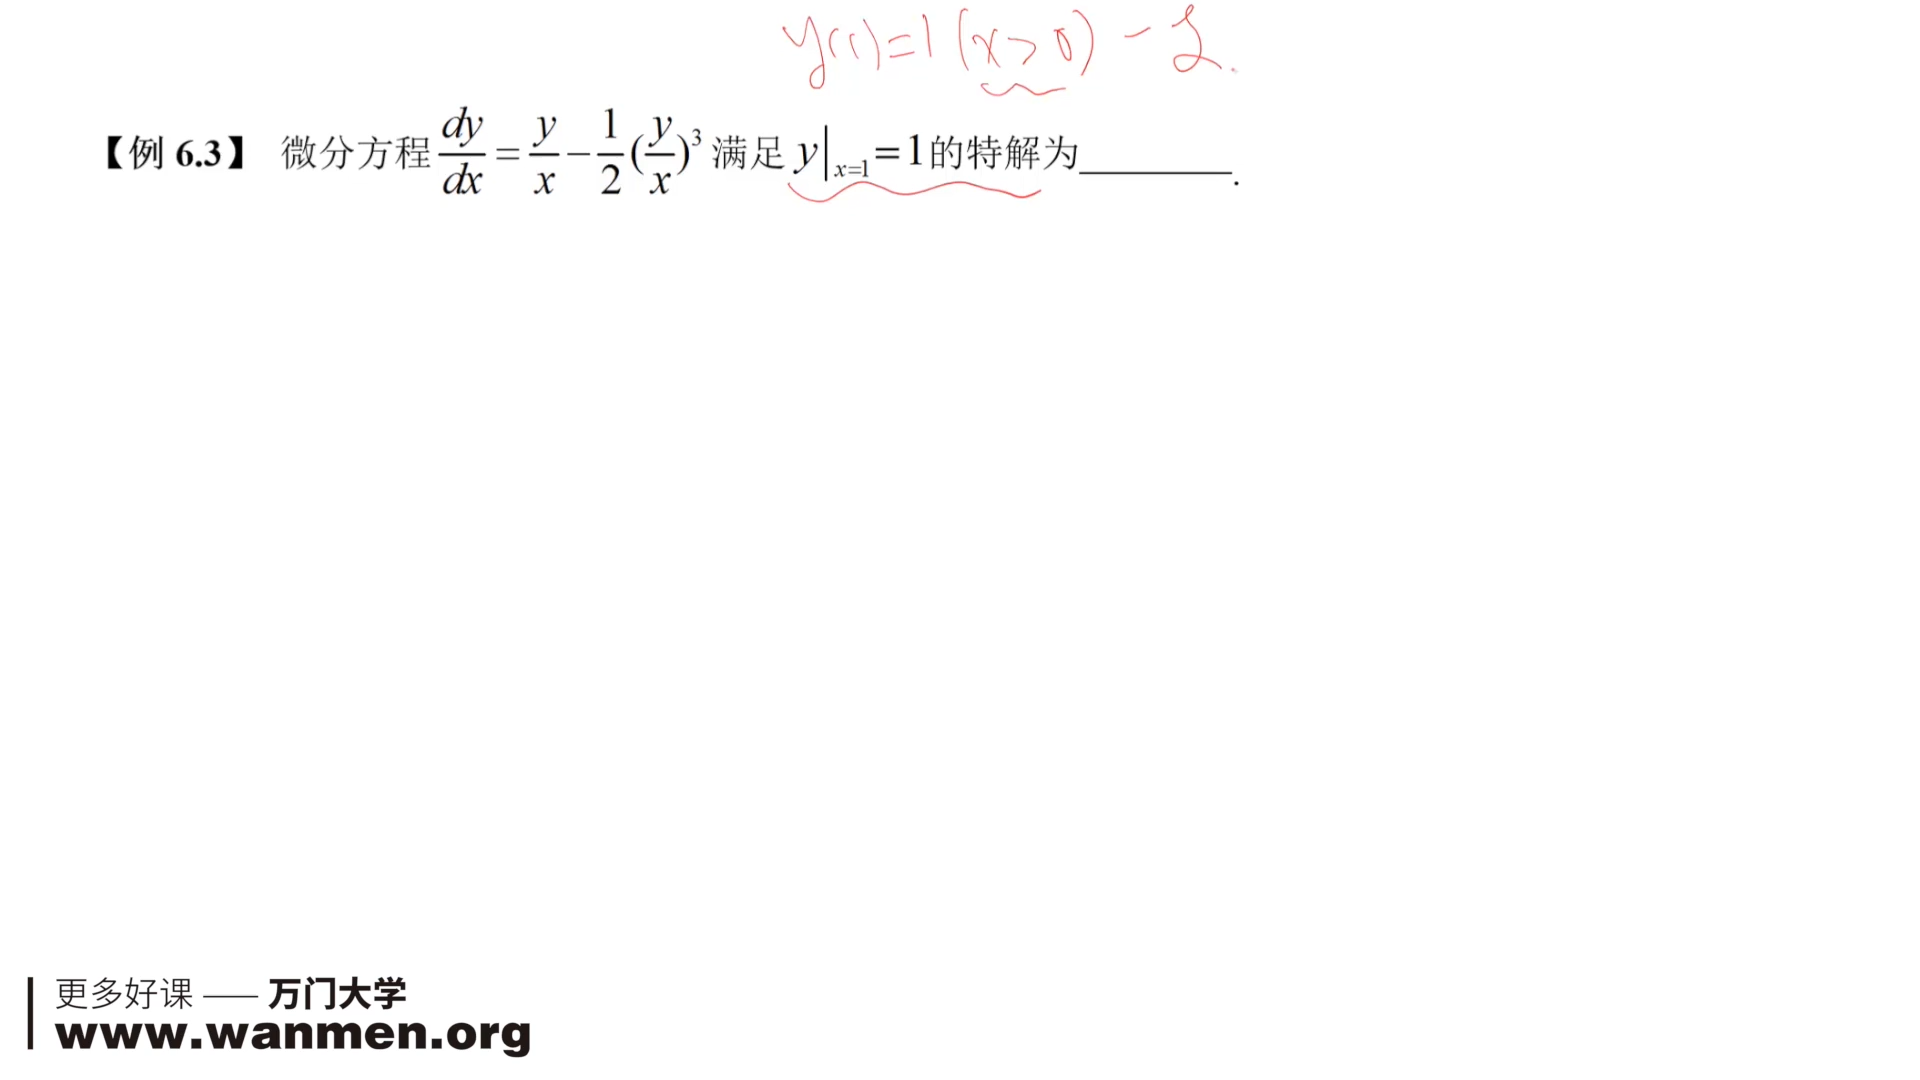 y(1)=1 (x>0) -
【例 6.3】 微分方程 dy/dx = y/x − 1/2 (y/x)³ 满足 y|x=1 = 1 的特解为________.
更多好课 —— 万门大学
www.wanmen.org